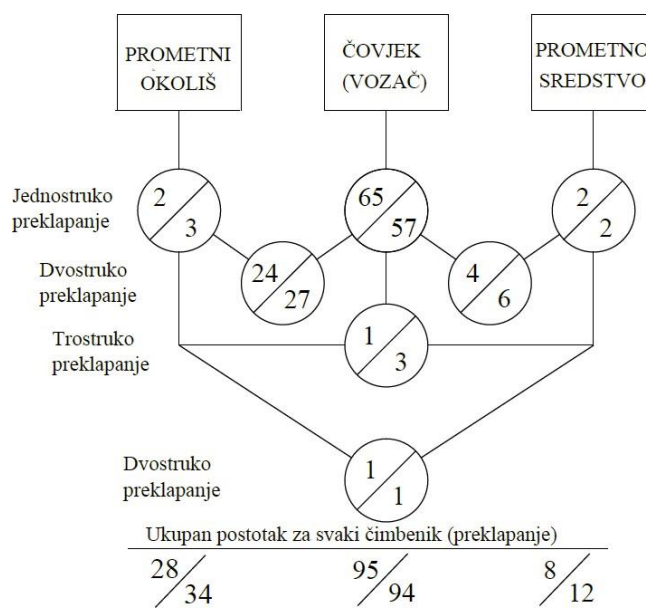 PROMETNI
OKOLIŠ
ČOVJEK
(VOZAČ)
PROMETNO
SREDSTVO
Jednostruko
preklapanje
2
3
65
57
2
2
Dvostruko
preklapanje
24
27
4
6
Trostruko
preklapanje
1
3
Dvostruko
preklapanje
1
1
Ukupan postotak za svaki čimbenik (preklapanje)
28
34
95
94
8
12